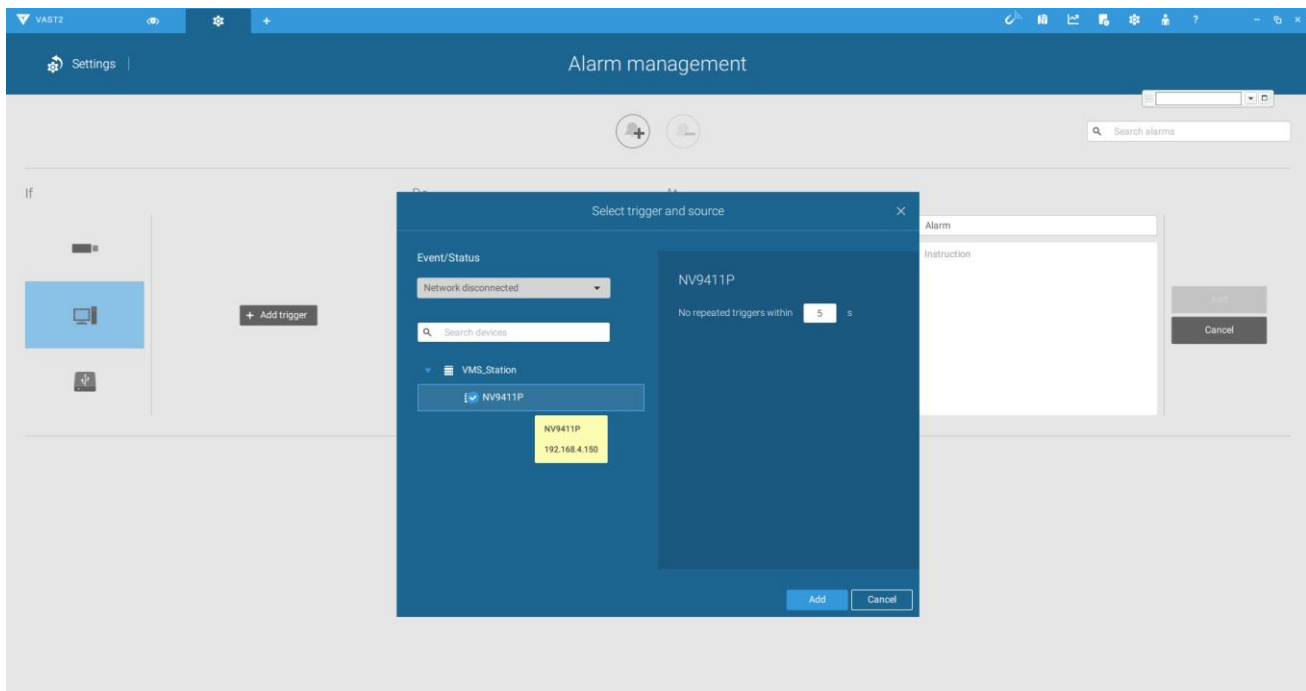 VAST2
+
?
Settings
Alarm management
Search alarms
If
Select trigger and source
Event/Status
Network disconnected
Search devices
VMS_Station
NV9411P
NV9411P
192.168.4.150
NV9411P
No repeated triggers within 5 s
+ Add trigger
Alarm
Instruction
Add
Cancel
Add
Cancel